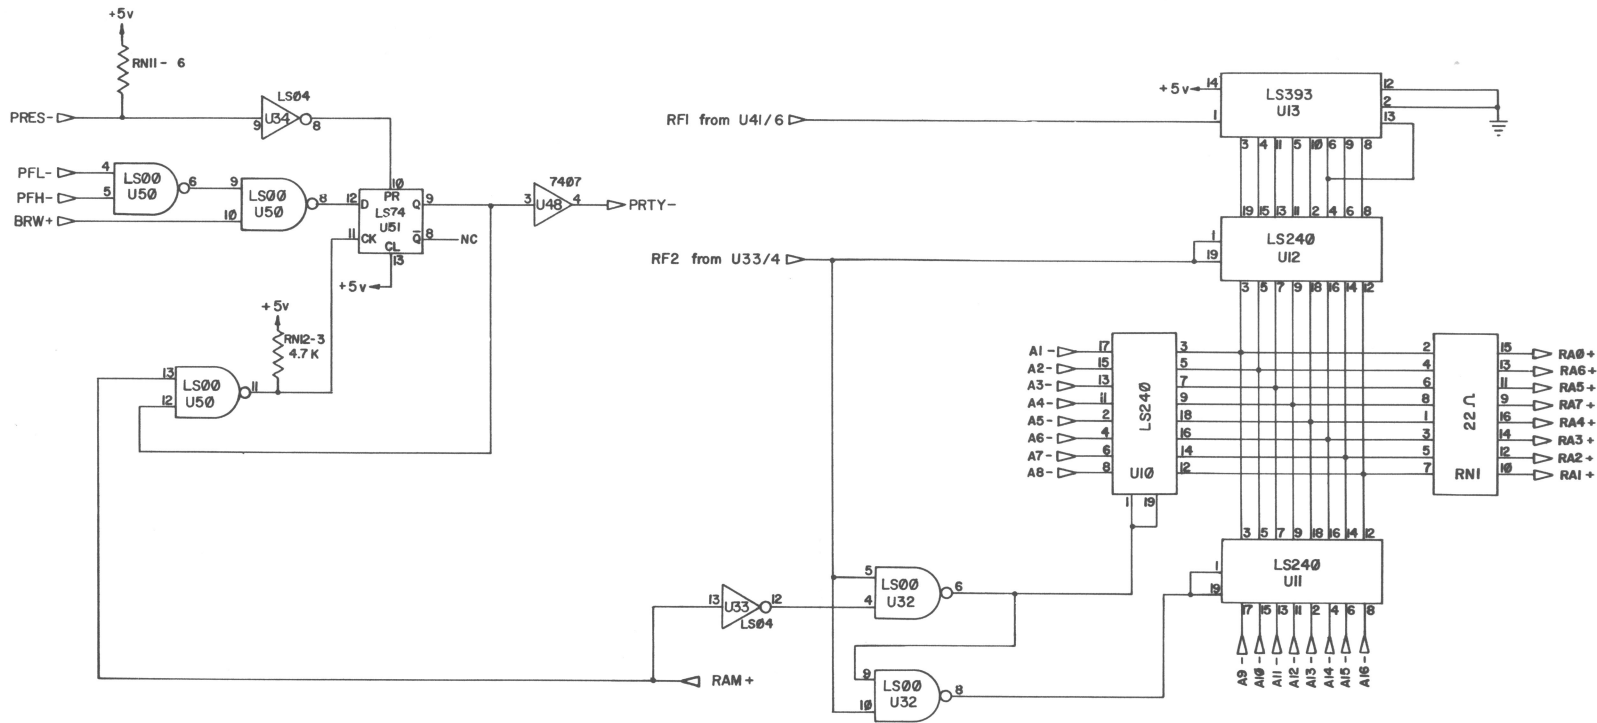 +5v
RN11- 6
LS04
PRES-
9
U34
8
PFL-
4
PFH-
5
LS00
U50
6
9
BRW+
10
LS00
U50
8
12
D
10
PR
LS74
U51
Q
9
11
CK
Q
8
NC
CL
13
+5v
7407
3
U48
4
PRTY-
+5v
RN12-3
4.7K
13
12
LS00
U50
11
RF1 from U41/6
+5v
14
1
LS393
U13
12
2
13
3 4 11 5 10 6 9 8
19 15 13 11 2 4 6 8
RF2 from U33/4
1
19
LS240
U12
3 5 7 9 18 16 14 12
A1-
A2-
A3-
A4-
A5-
A6-
A7-
A8-
17
15
13
11
2
4
6
8
LS240
U10
3
5
7
9
18
16
14
12
1 19
2
4
6
8
1
3
5
7
22Ω
RN1
15
13
11
9
16
14
12
10
RA0+
RA6+
RA5+
RA7+
RA4+
RA3+
RA2+
RA1+
3 5 7 9 18 16 14 12
1
19
LS240
U11
17 15 13 11 2 4 6 8
A9-
A10-
A11-
A12-
A13-
A14-
A15-
A16-
13
U33
12
LS04
5
4
LS00
U32
6
9
10
LS00
U32
8
RAM+